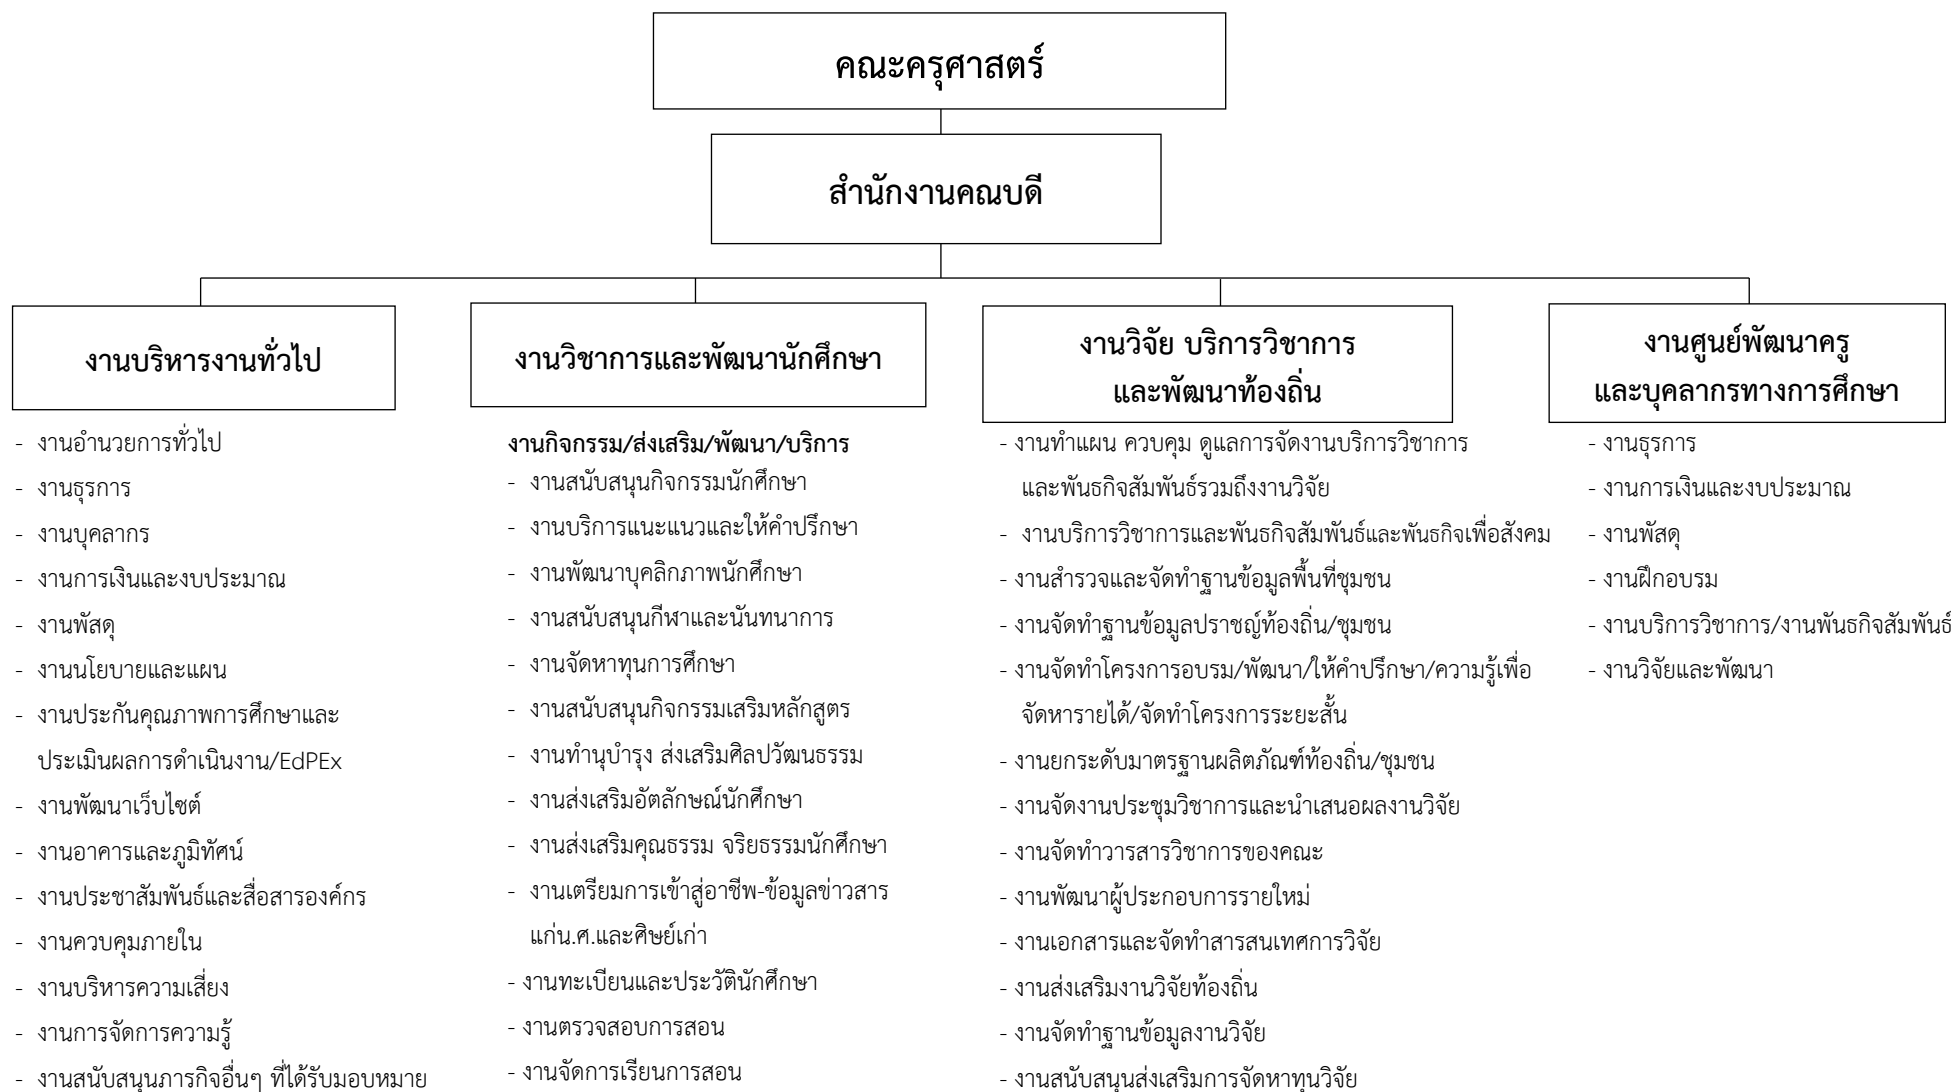 คณะครุศาสตร์
สำนักงานคณบดี
งานบริหารงานทั่วไป
- งานอำนวยการทั่วไป
- งานธุรการ
- งานบุคลากร
- งานการเงินและงบประมาณ
- งานพัสดุ
- งานนโยบายและแผน
- งานประกันคุณภาพการศึกษาและ
ประเมินผลการดำเนินงาน/EdPEx
- งานพัฒนาเว็บไซต์
- งานอาคารและภูมิทัศน์
- งานประชาสัมพันธ์และสื่อสารองค์กร
- งานควบคุมภายใน
- งานบริหารความเสี่ยง
- งานการจัดการความรู้
- งานสนับสนุนภารกิจอื่นๆ ที่ได้รับมอบหมาย
งานวิชาการและพัฒนานักศึกษา
งานกิจกรรม/ส่งเสริม/พัฒนา/บริการ
- งานสนับสนุนกิจกรรมนักศึกษา
- งานบริการแนะแนวและให้คำปรึกษา
- งานพัฒนาบุคลิกภาพนักศึกษา
- งานสนับสนุนกีฬาและนันทนาการ
- งานจัดหาทุนการศึกษา
- งานสนับสนุนกิจกรรมเสริมหลักสูตร
- งานทำนุบำรุง ส่งเสริมศิลปวัฒนธรรม
- งานส่งเสริมอัตลักษณ์นักศึกษา
- งานส่งเสริมคุณธรรม จริยธรรมนักศึกษา
- งานเตรียมการเข้าสู่อาชีพ-ข้อมูลข่าวสาร
แก่น.ศ.และศิษย์เก่า
- งานทะเบียนและประวัตินักศึกษา
- งานตรวจสอบการสอน
- งานจัดการเรียนการสอน
งานวิจัย บริการวิชาการ
และพัฒนาท้องถิ่น
- งานทำแผน ควบคุม ดูแลการจัดงานบริการวิชาการ
และพันธกิจสัมพันธ์รวมถึงงานวิจัย
- งานบริการวิชาการและพันธกิจสัมพันธ์และพันธกิจเพื่อสังคม
- งานสำรวจและจัดทำฐานข้อมูลพื้นที่ชุมชน
- งานจัดทำฐานข้อมูลปราชญ์ท้องถิ่น/ชุมชน
- งานจัดทำโครงการอบรม/พัฒนา/ให้คำปรึกษา/ความรู้เพื่อ
จัดหารายได้/จัดทำโครงการระยะสั้น
- งานยกระดับมาตรฐานผลิตภัณฑ์ท้องถิ่น/ชุมชน
- งานจัดงานประชุมวิชาการและนำเสนอผลงานวิจัย
- งานจัดทำวารสารวิชาการของคณะ
- งานพัฒนาผู้ประกอบการรายใหม่
- งานเอกสารและจัดทำสารสนเทศการวิจัย
- งานส่งเสริมงานวิจัยท้องถิ่น
- งานจัดทำฐานข้อมูลงานวิจัย
- งานสนับสนุนส่งเสริมการจัดหาทุนวิจัย
งานศูนย์พัฒนาครู
และบุคลากรทางการศึกษา
- งานธุรการ
- งานการเงินและงบประมาณ
- งานพัสดุ
- งานฝึกอบรม
- งานบริการวิชาการ/งานพันธกิจสัมพันธ์
- งานวิจัยและพัฒนา